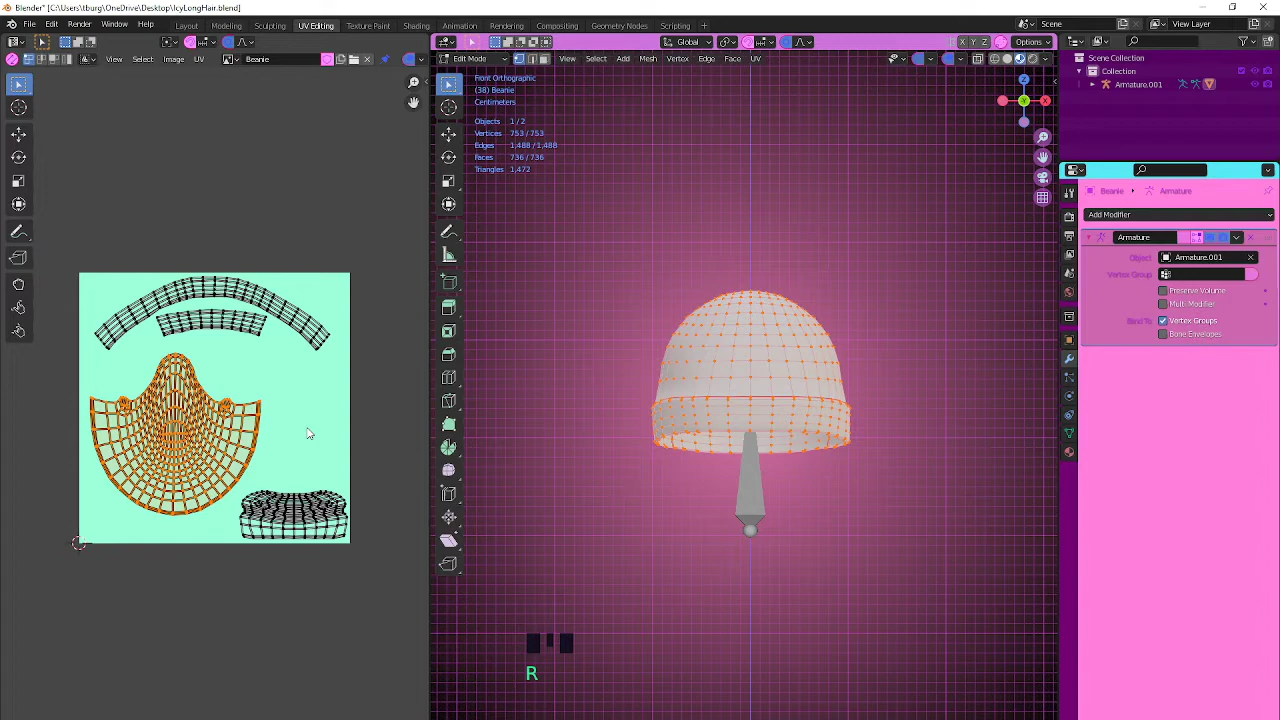 Blender* [C:\Users\tburg\OneDrive\Desktop\IcyLongHair.blend]
File Edit Render Window Help Layout Modeling Sculpting UV Editing Texture Paint Shading Animation Rendering Compositing Geometry Nodes Scripting + Scene View Layer
Global Options
X Y Z
View Select Image UV Beanie
Edit Mode View Select Add Mesh Vertex Edge Face UV
Scene Collection
Collection
Armature.001
Front Orthographic
(38) Beanie
Centimeters
Objects 1 / 2
Vertices 753 / 753
Edges 1,488 / 1,488
Faces 736 / 736
Triangles 1,472
Z
Y
X
Beanie > Armature
Add Modifier
Armature
Object Armature.001
Vertex Group
Preserve Volume
Multi Modifier
Bind To Vertex Groups
Bone Envelopes
R